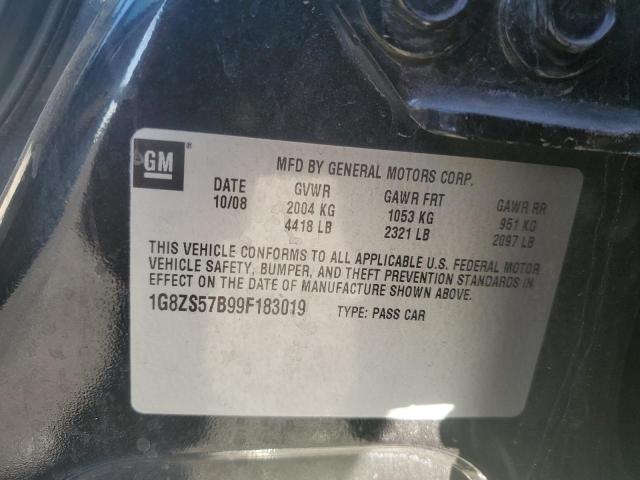 GM ®
MFD BY GENERAL MOTORS CORP.
DATE GVWR GAWR FRT GAWR RR
10/08 2004 KG 1053 KG 951 KG
4418 LB 2321 LB 2097 LB
THIS VEHICLE CONFORMS TO ALL APPLICABLE U.S. FEDERAL MOTOR
VEHICLE SAFETY, BUMPER, AND THEFT PREVENTION STANDARDS IN
EFFECT ON THE DATE OF MANUFACTURE SHOWN ABOVE.
1G8ZS57B99F183019 TYPE: PASS CAR